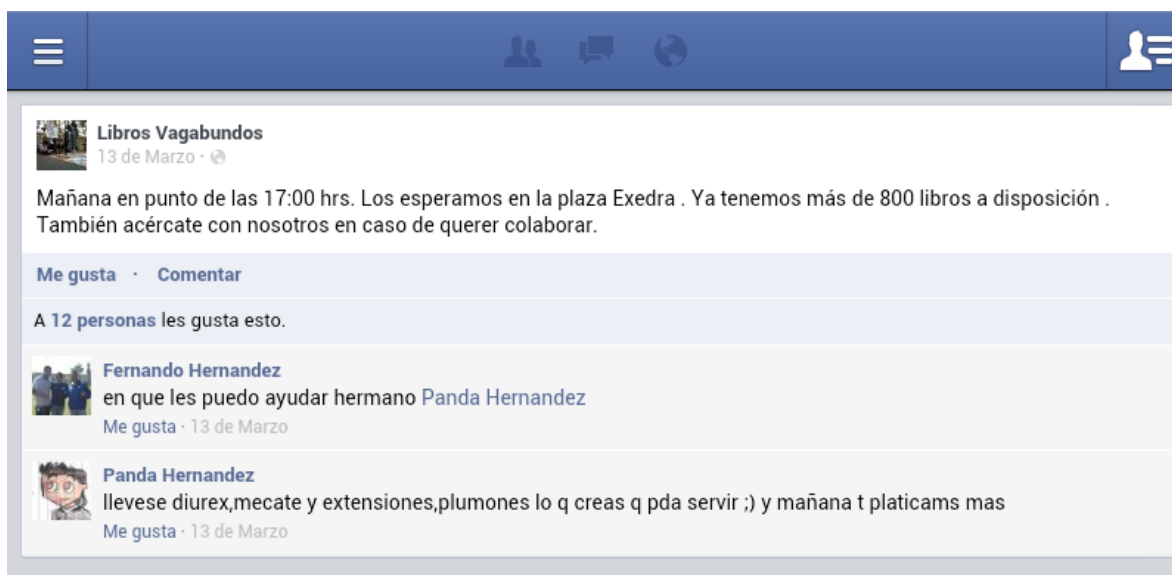 Libros Vagabundos
13 de Marzo ·
Mañana en punto de las 17:00 hrs. Los esperamos en la plaza Exedra . Ya tenemos más de 800 libros a disposición .
También acércate con nosotros en caso de querer colaborar.
Me gusta · Comentar
A 12 personas les gusta esto.
Fernando Hernandez
en que les puedo ayudar hermano Panda Hernandez
Me gusta · 13 de Marzo
Panda Hernandez
llevese diurex,mecate y extensiones,plumones lo q creas q pda servir ;) y mañana t platicams mas
Me gusta · 13 de Marzo